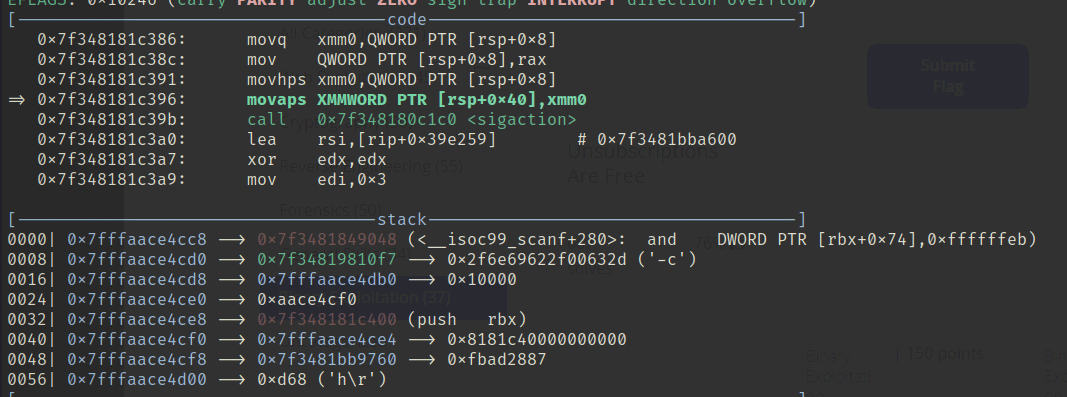 EFLAGS: 0×10246 (carry PARITY adjust ZERO sign trap INTERRUPT direction overflow)
[─code─]
0×7f348181c386: movq xmm0,QWORD PTR [rsp+0×8]
0×7f348181c38c: mov QWORD PTR [rsp+0×8],rax
0×7f348181c391: movhps xmm0,QWORD PTR [rsp+0×8]
⇒ 0×7f348181c396: movaps XMMWORD PTR [rsp+0×40],xmm0
0×7f348181c39b: call 0×7f348180c1c0 <sigaction>
0×7f348181c3a0: lea rsi,[rip+0×39e259] # 0×7f3481bba600
0×7f348181c3a7: xor edx,edx
0×7f348181c3a9: mov edi,0×3
[─stack─]
0000| 0×7fffaace4cc8 → 0×7f3481849048 (<__isoc99_scanf+280>: and DWORD PTR [rbx+0×74],0×ffffffeb)
0008| 0×7fffaace4cd0 → 0×7f34819810f7 → 0×2f6e69622f00632d ('-c')
0016| 0×7fffaace4cd8 → 0×7fffaace4db0 → 0×10000
0024| 0×7fffaace4ce0 → 0×aace4cf0
0032| 0×7fffaace4ce8 → 0×7f348181c400 (push rbx)
0040| 0×7fffaace4cf0 → 0×7fffaace4ce4 → 0×8181c40000000000
0048| 0×7fffaace4cf8 → 0×7f3481bb9760 → 0×fbad2887
0056| 0×7fffaace4d00 → 0×d68 ('h\r')
Submit
Flag
Unsubscriptions
Are Free
Reverse Engineering (55)
Forensics (50)
Exploitation (37)
150 points
Binary